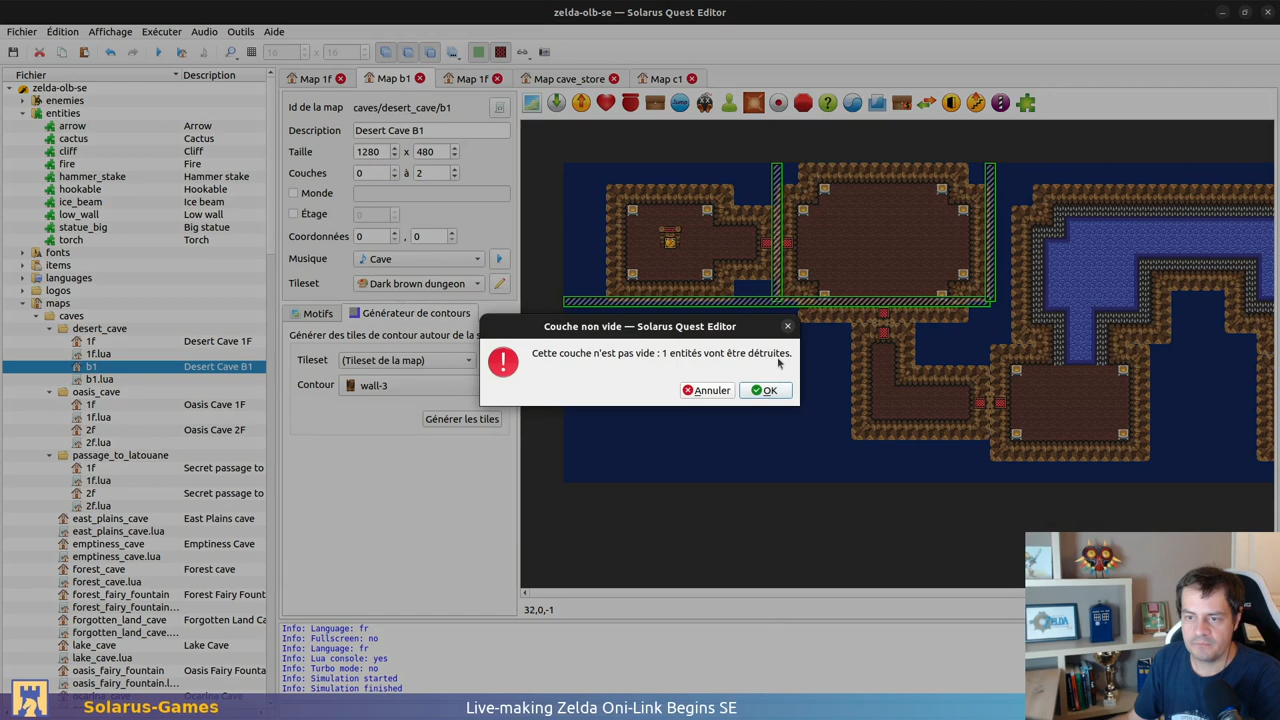 zelda-olb-se — Solarus Quest Editor
Fichier Édition Affichage Exécuter Audio Outils Aide
16 x 16
Fichier Description
zelda-olb-se
enemies
entities
arrow Arrow
cactus Cactus
cliff Cliff
fire Fire
hammer_stake Hammer stake
hookable Hookable
ice_beam Ice beam
low_wall Low wall
statue_big Big statue
torch Torch
fonts
items
languages
logos
maps
caves
desert_cave
1f Desert Cave 1F
1f.lua
b1 Desert Cave B1
b1.lua
oasis_cave
1f Oasis Cave 1F
1f.lua
2f Oasis Cave 2F
2f.lua
passage_to_latouane
1f Secret passage to
1f.lua
2f Secret passage to
2f.lua
east_plains_cave East Plains cave
east_plains_cave.lua
emptiness_cave Emptiness Cave
emptiness_cave.lua
forest_cave Forest cave
forest_cave.lua
forest_fairy_fountain Forest Fairy Fo
forest_fairy_fountain...
forgotten_land_cave Forgotten Land C
forgotten_land_cave....
lake_cave Lake Cave
lake_cave.lua
oasis_fairy_fountain Oasis Fairy Foun
oasis_fairy_fountain.l...
ocarina_cave Ocarina Cave
Map 1f Map b1 Map 1f Map cave_store Map c1
Id de la map caves/desert_cave/b1
Description Desert Cave B1
Taille 1280 x 480
Couches 0 à 2
Monde
Étage 0
Coordonnées 0 , 0
Musique Cave
Tileset Dark brown dungeon
Motifs Générateur de contours
Générer des tiles de contour autour de la s
Tileset (Tileset de la map)
Contour wall-3
Générer les tiles
Jump
Couche non vide — Solarus Quest Editor
Cette couche n'est pas vide : 1 entités vont être détruites.
Annuler OK
32,0,-1
Info: Language: fr
Info: Fullscreen: no
Info: Language: fr
Info: Lua console: yes
Info: Turbo mode: no
Info: Simulation started
Info: Simulation finished
Solarus-Games
Live-making Zelda Oni-Link Begins SE